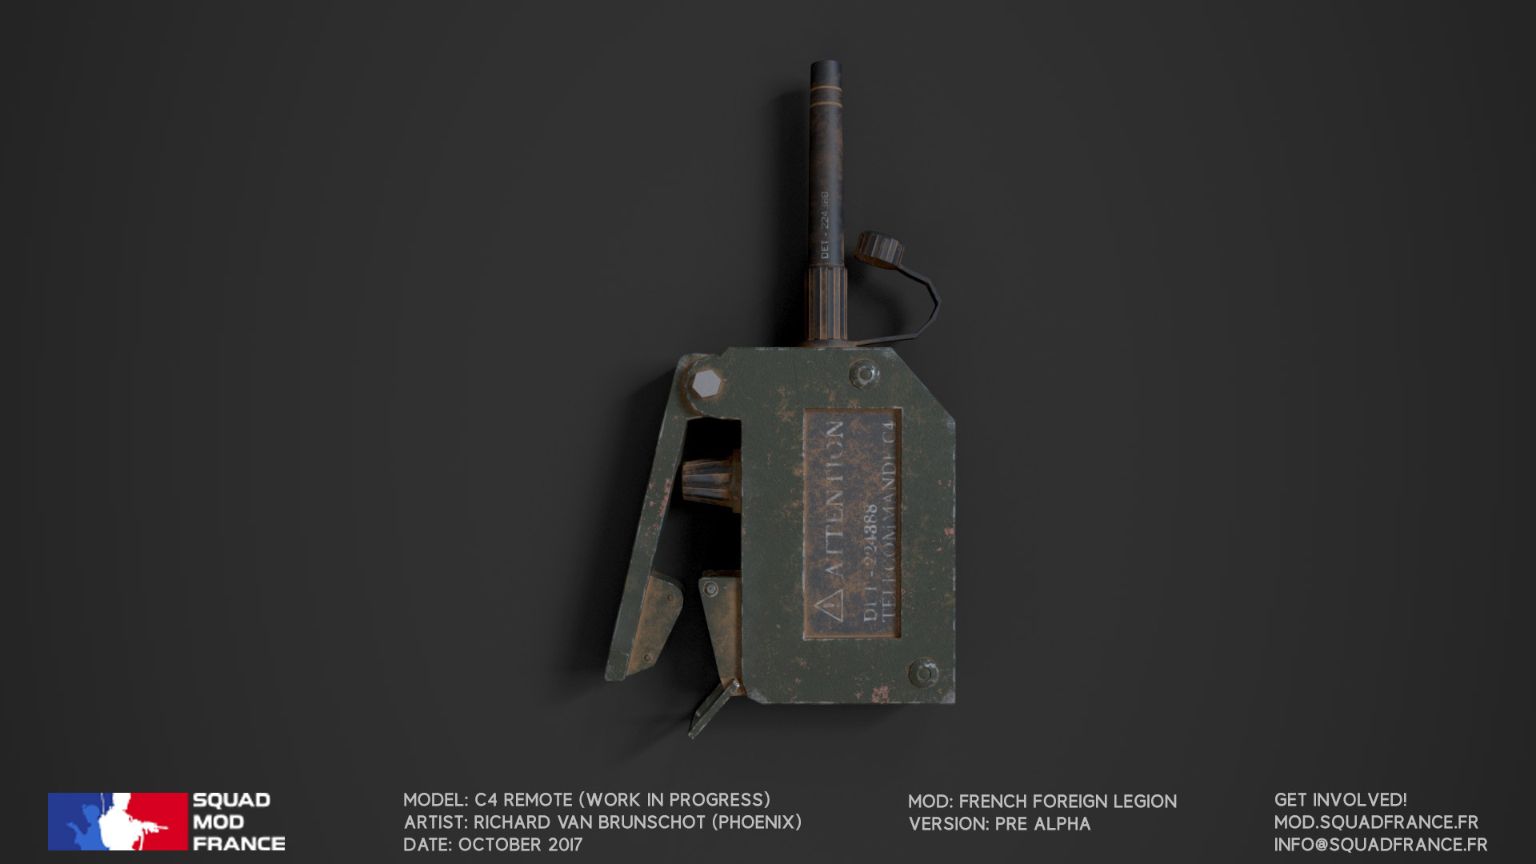 DET - 224388
⚠ ATTENTION
DET - 224388
TELECOMMANDE C4
SQUAD
MOD
FRANCE
MODEL: C4 REMOTE (WORK IN PROGRESS)
ARTIST: RICHARD VAN BRUNSCHOT (PHOENIX)
DATE: OCTOBER 2017
MOD: FRENCH FOREIGN LEGION
VERSION: PRE ALPHA
GET INVOLVED!
MOD.SQUADFRANCE.FR
INFO@SQUADFRANCE.FR